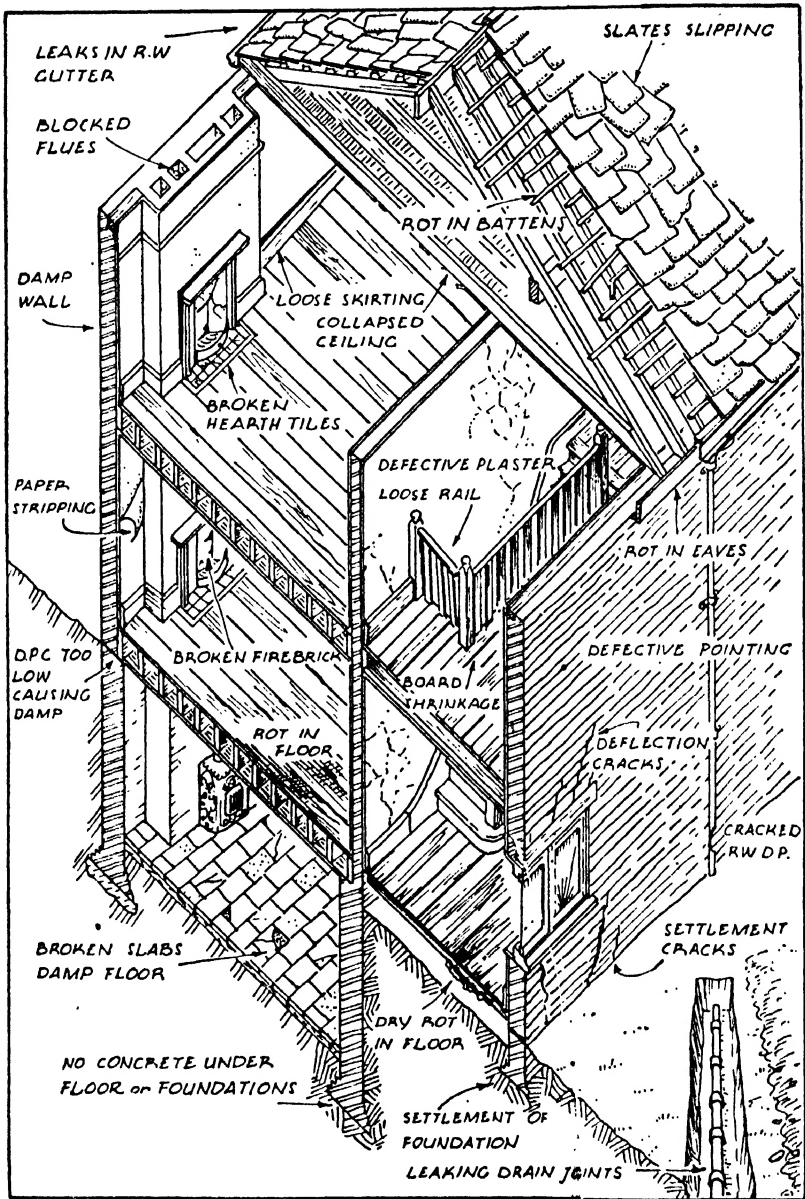 LEAKS IN R.W
GUTTER
SLATES SLIPPING
BLOCKED
FLUES
ROT IN BATTENS
DAMP
WALL
LOOSE SKIRTING
COLLAPSED
CEILING
BROKEN
HEARTH TILES
DEFECTIVE PLASTER
LOOSE RAIL
PAPER
STRIPPING
ROT IN EAVES
D.P.C TOO
LOW
CAUSING
DAMP
BROKEN FIREBRICK
DEFECTIVE POINTING
BOARD
SHRINKAGE
ROT IN
FLOOR
DEFLECTION
CRACKS
CRACKED
R.W D.P.
BROKEN SLABS
DAMP FLOOR
SETTLEMENT
CRACKS
DRY ROT
IN FLOOR
NO CONCRETE UNDER
FLOOR or FOUNDATIONS
SETTLEMENT OF
FOUNDATION
LEAKING DRAIN JOINTS